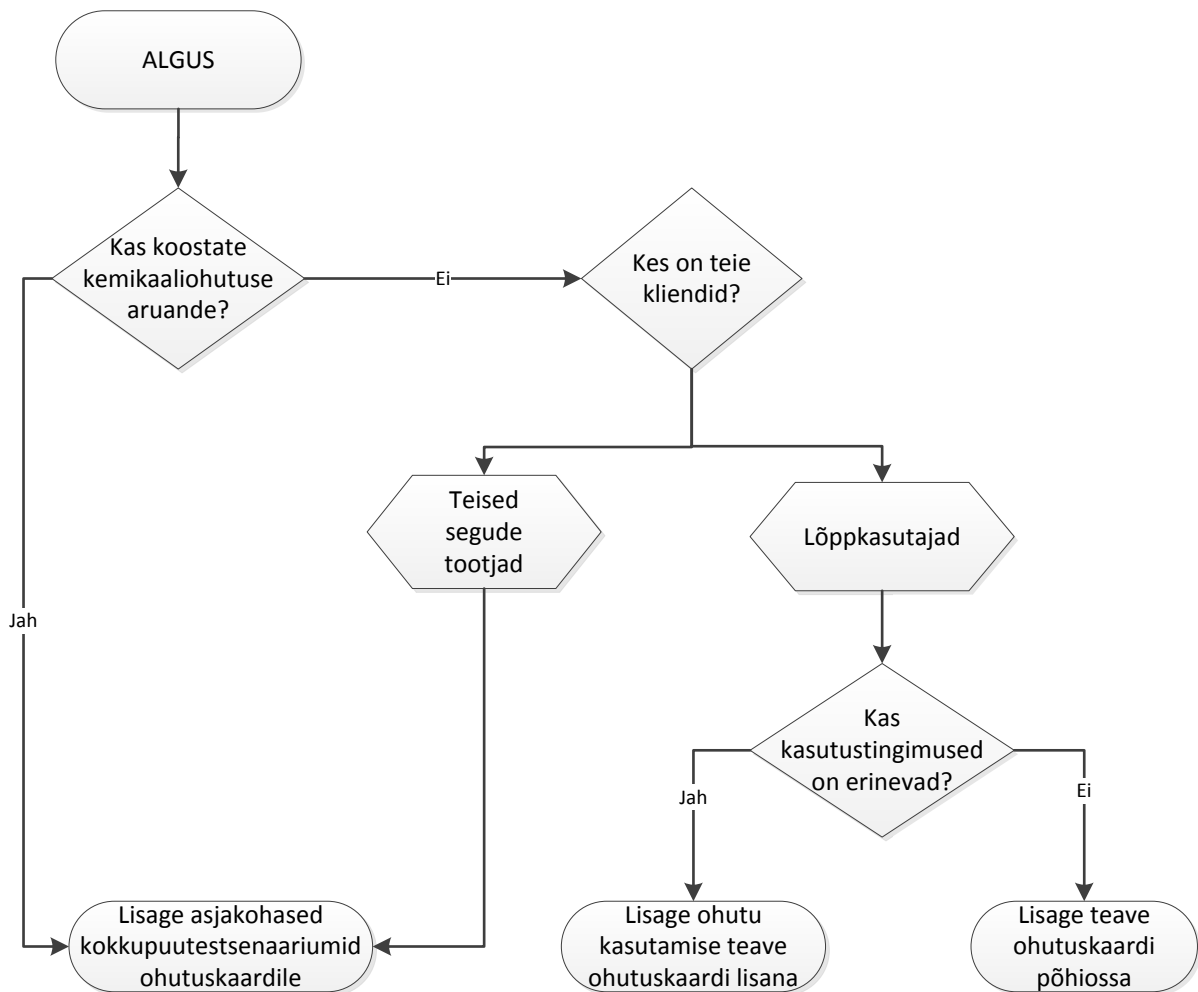 ALGUS
Kas koostate
kemikaaliohutuse
aruande?
Ei
Kes on teie
kliendid?
Teised
segude
tootjad
Lõppkasutajad
Jah
Kas
kasutustingimused
on erinevad?
Jah
Ei
Lisage asjakohased
kokkupuutestsenaariumid
ohutuskaardile
Lisage ohutu
kasutamise teave
ohutuskaardi lisana
Lisage teave
ohutuskaardi
põhiossa